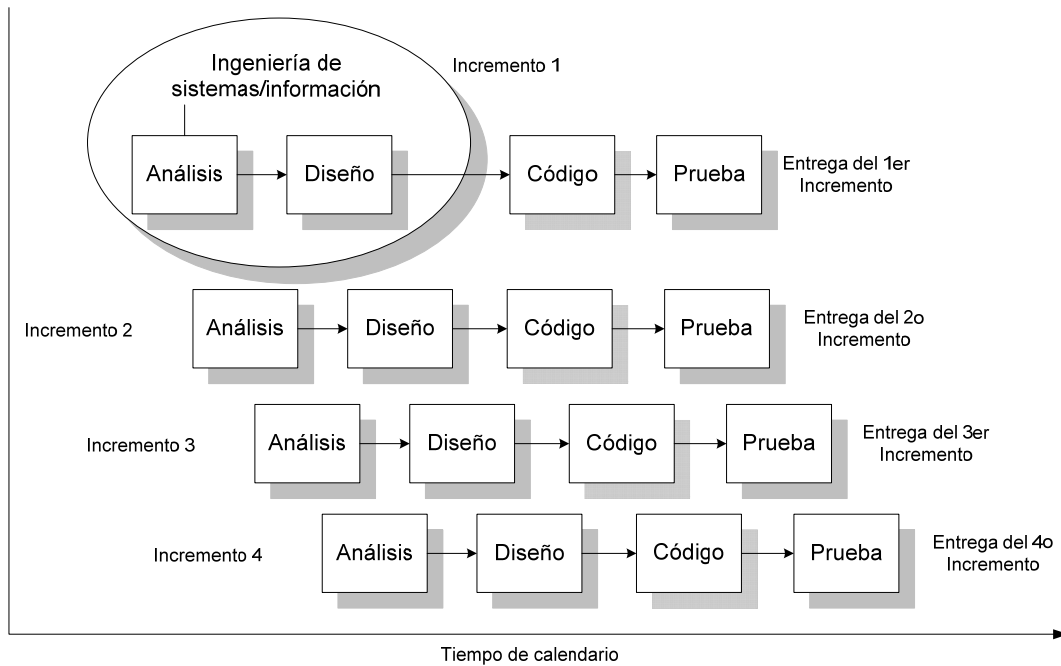 Ingeniería de
sistemas/información
Incremento 1
Análisis
Diseño
Código
Prueba
Entrega del 1er
Incremento
Incremento 2
Análisis
Diseño
Código
Prueba
Entrega del 2o
Incremento
Incremento 3
Análisis
Diseño
Código
Prueba
Entrega del 3er
Incremento
Incremento 4
Análisis
Diseño
Código
Prueba
Entrega del 4o
Incremento
Tiempo de calendario